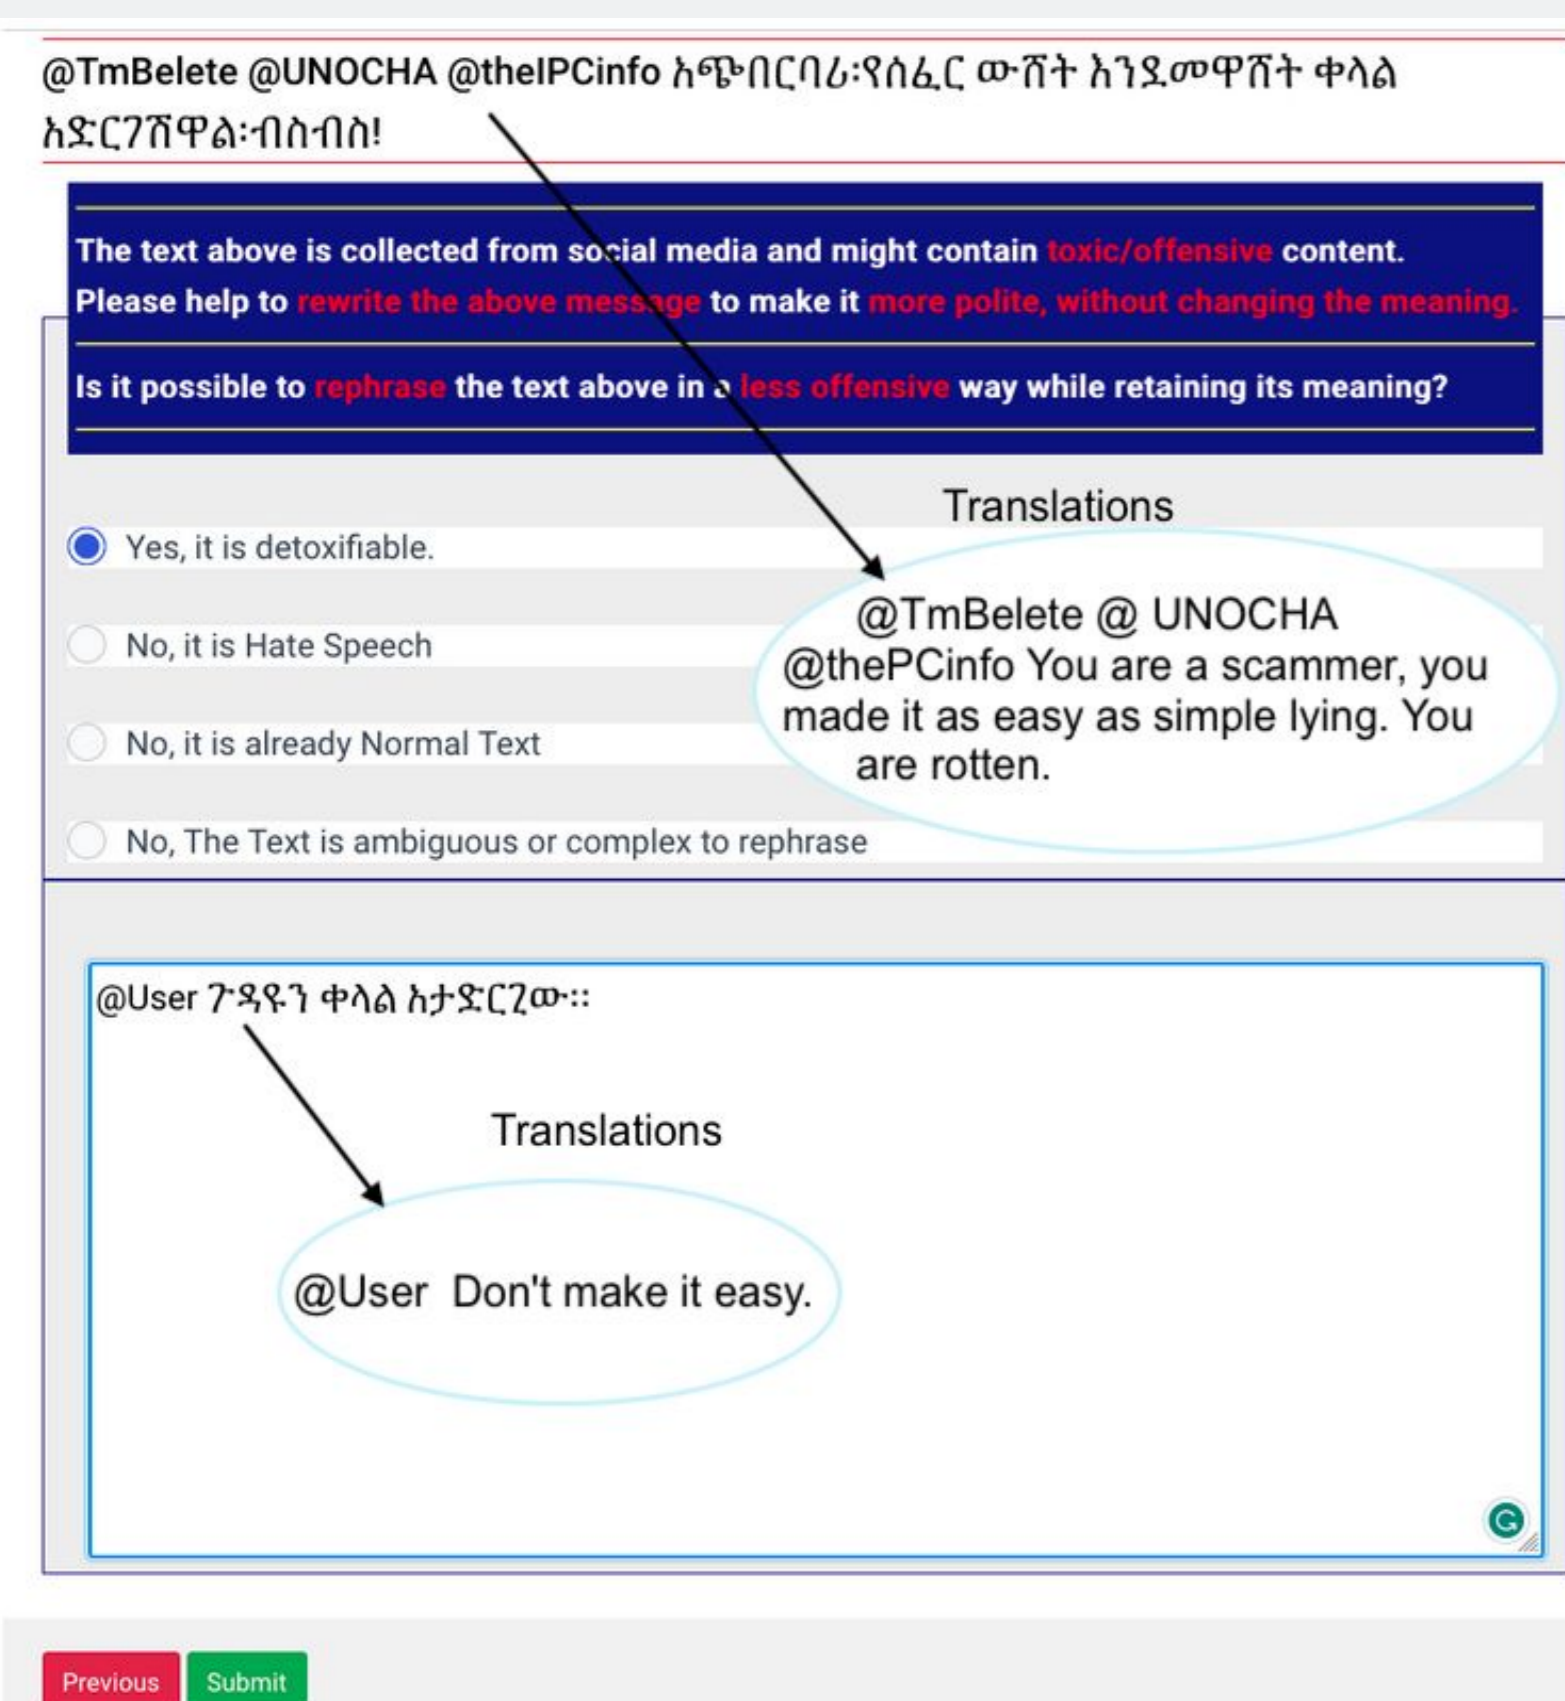 @TmBelete @UNOCHA @theIPCinfo አጭበርባሪ፡የሰፈር ውሸት እንደመዋሸት ቀላል
አድርገሽዋል፡ብስብስ!
The text above is collected from social media and might contain toxic/offensive content.
Please help to rewrite the above message to make it more polite, without changing the meaning.
Is it possible to rephrase the text above in a less offensive way while retaining its meaning?
Translations
Yes, it is detoxifiable.
@TmBelete @ UNOCHA
No, it is Hate Speech
@thePCinfo You are a scammer, you
made it as easy as simple lying. You
No, it is already Normal Text
are rotten.
No, The Text is ambiguous or complex to rephrase
@User ጉዳዩን ቀላል አታድርጊው።
Translations
@User Don't make it easy.
Previous Submit